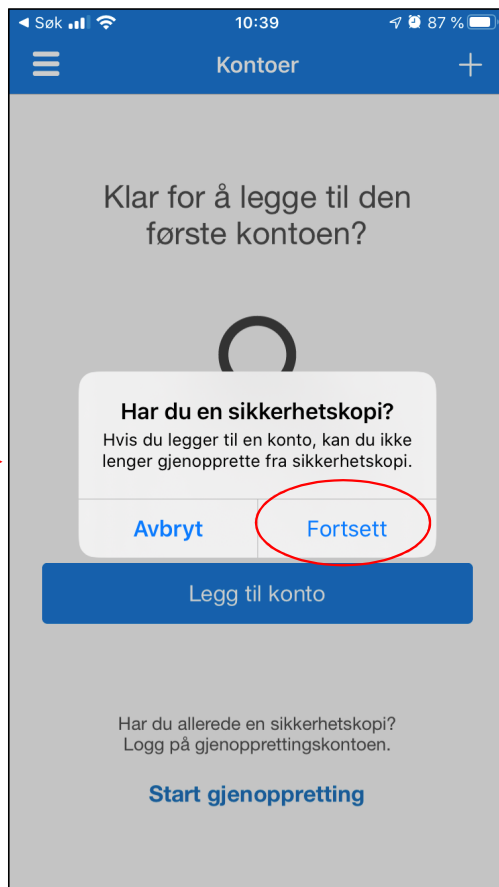 Søk 10:39 87 %
Kontoer
Klar for å legge til den
første kontoen?
Har du en sikkerhetskopi?
Hvis du legger til en konto, kan du ikke
lenger gjenopprette fra sikkerhetskopi.
Avbryt Fortsett
Legg til konto
Har du allerede en sikkerhetskopi?
Logg på gjenopprettingskontoen.
Start gjenoppretting